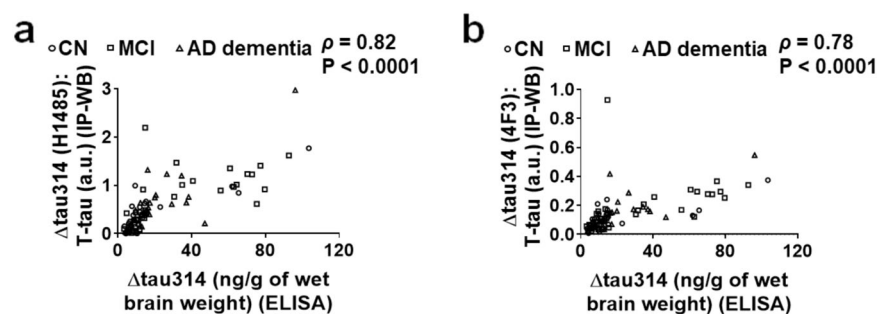 a
○CN □MCI △AD dementia ρ = 0.82
P < 0.0001
Δtau314 (H1485):
T-tau (a.u.) (IP-WB)
3
2
1
0
0 40 80 120
Δtau314 (ng/g of wet
brain weight) (ELISA)
b
○CN □MCI △AD dementia ρ = 0.78
P < 0.0001
Δtau314 (4F3):
T-tau (a.u.) (IP-WB)
1.0
0.8
0.6
0.4
0.2
0.0
0 40 80 120
Δtau314 (ng/g of wet
brain weight) (ELISA)